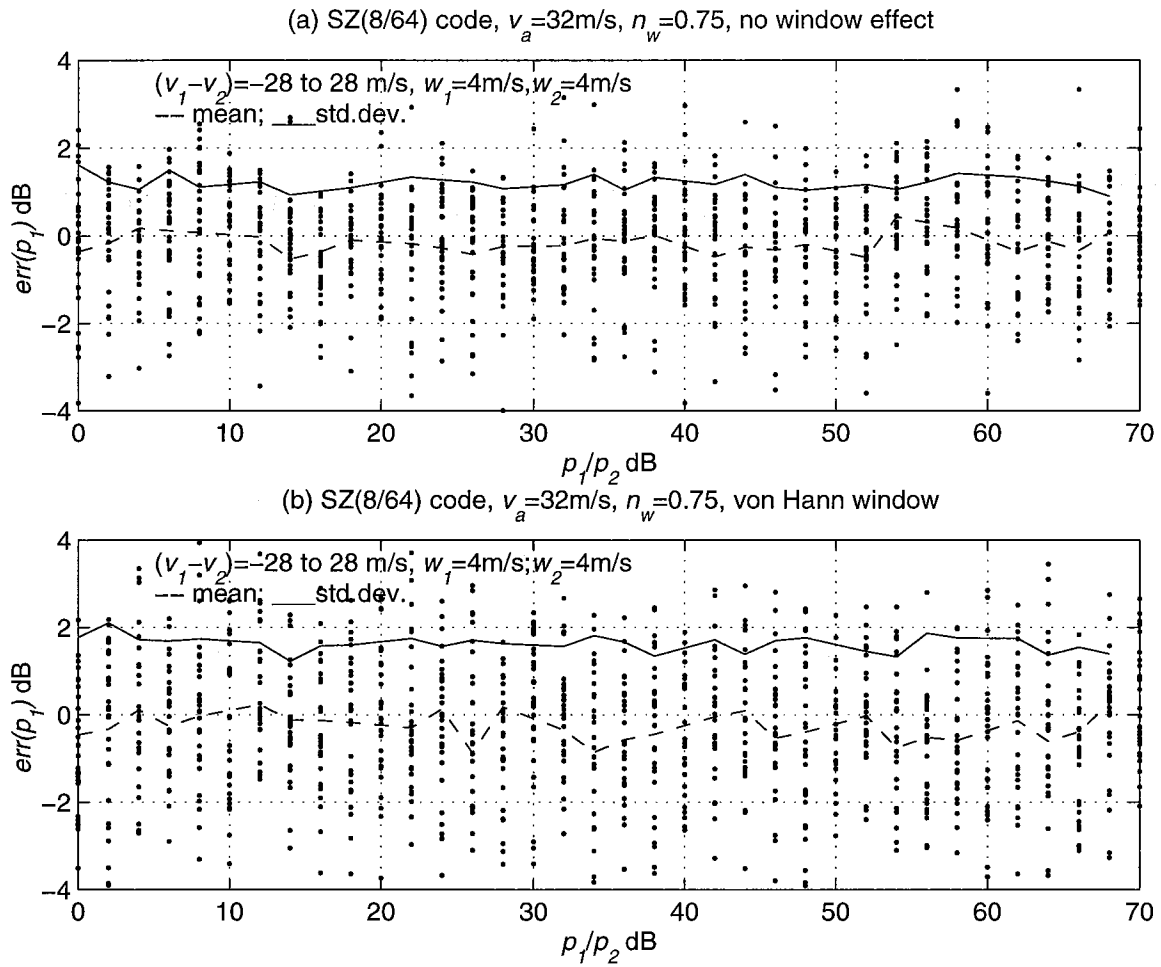 (a) SZ(8/64) code, v_a=32m/s, n_w=0.75, no window effect
4
2
0
−2
−4
err(p_1) dB
(v_1−v_2)=−28 to 28 m/s, w_1=4m/s,w_2=4m/s
−− mean; ___std.dev.
0
10
20
30
40
50
60
70
p_1/p_2 dB
(b) SZ(8/64) code, v_a=32m/s, n_w=0.75, von Hann window
4
2
0
−2
−4
err(p_1) dB
(v_1−v_2)=−28 to 28 m/s, w_1=4m/s;w_2=4m/s
−− mean; ___std.dev.
0
10
20
30
40
50
60
70
p_1/p_2 dB